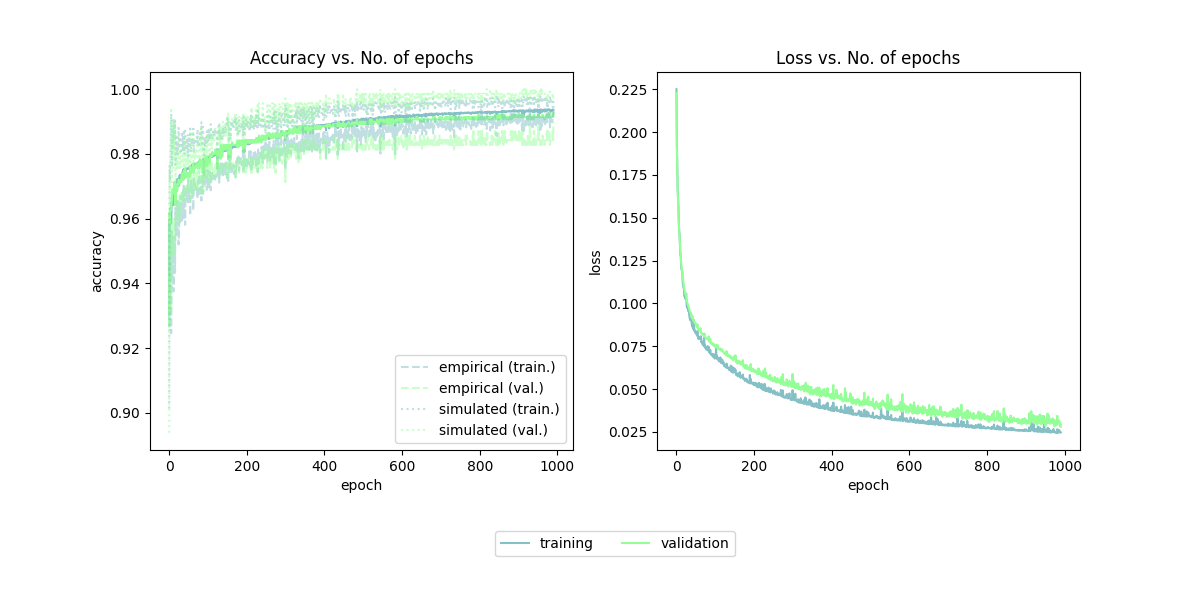 Accuracy vs. No. of epochs
1.00
0.98
0.96
0.94
0.92
0.90
accuracy
0 200 400 600 800 1000
epoch
empirical (train.)
empirical (val.)
simulated (train.)
simulated (val.)
Loss vs. No. of epochs
0.225
0.200
0.175
0.150
0.125
0.100
0.075
0.050
0.025
loss
0 200 400 600 800 1000
epoch
training validation